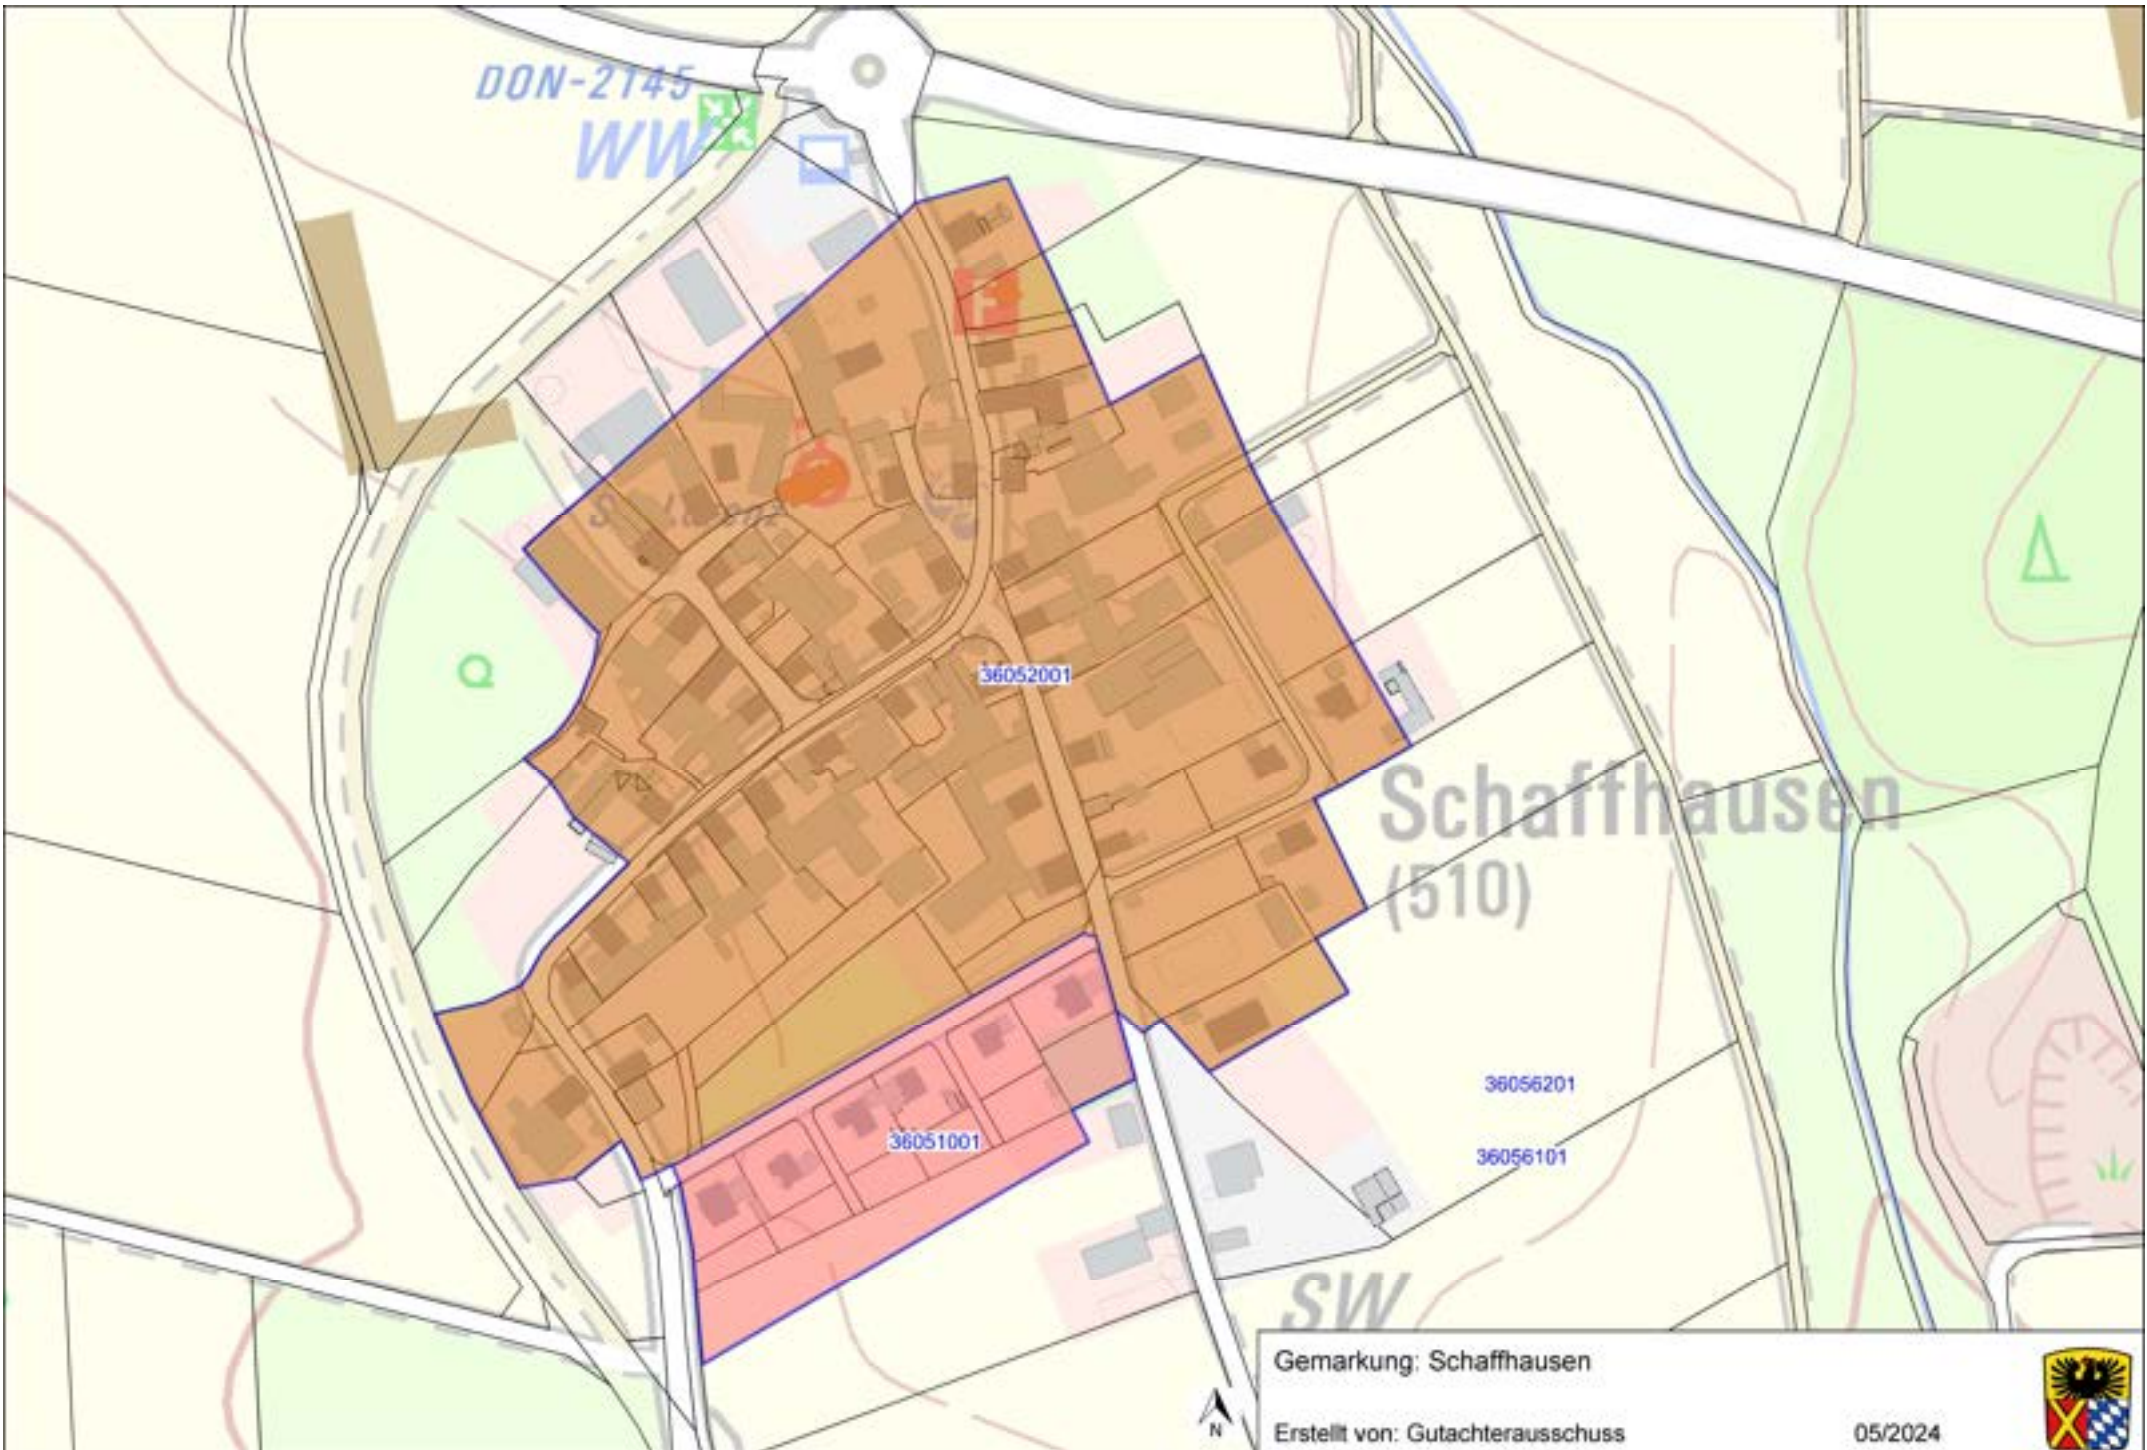 DON-2145
WW
F
36052001
Schaffhausen
(510)
36056201
36051001
36056101
SW
Gemarkung: Schaffhausen
N
Erstellt von: Gutachterausschuss
05/2024